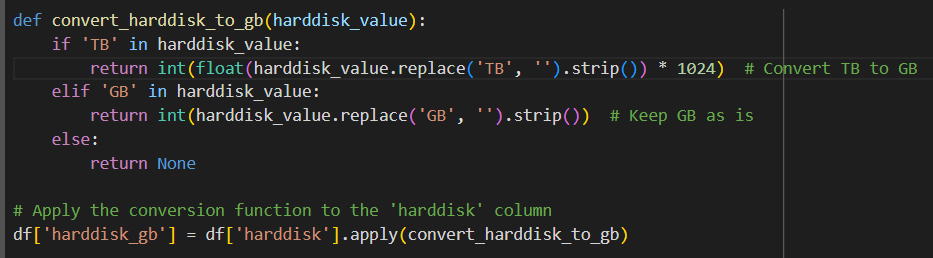 def convert_harddisk_to_gb(harddisk_value):
    if 'TB' in harddisk_value:
        return int(float(harddisk_value.replace('TB', '').strip()) * 1024)  # Convert TB to GB
    elif 'GB' in harddisk_value:
        return int(harddisk_value.replace('GB', '').strip())  # Keep GB as is
    else:
        return None

# Apply the conversion function to the 'harddisk' column
df['harddisk_gb'] = df['harddisk'].apply(convert_harddisk_to_gb)